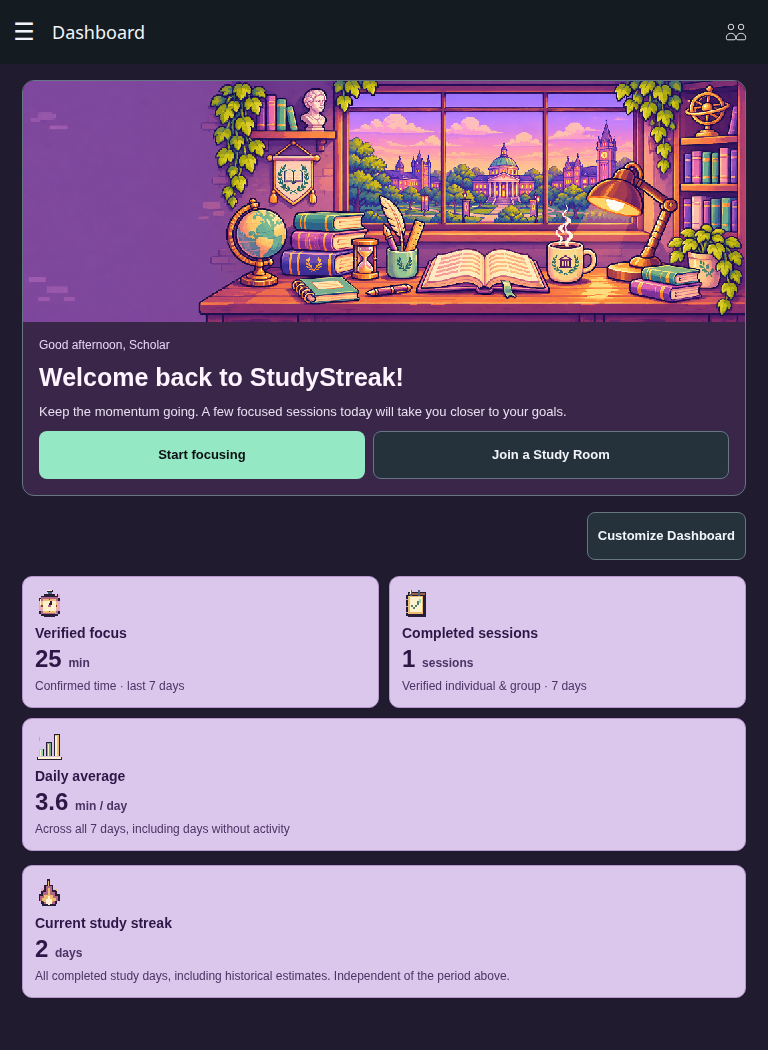 Dashboard
Good afternoon, Scholar
Welcome back to StudyStreak!
Keep the momentum going. A few focused sessions today will take you closer to your goals.
Start focusing
Join a Study Room
Customize Dashboard
Verified focus
25 min
Confirmed time · last 7 days
Completed sessions
1 sessions
Verified individual & group · 7 days
Daily average
3.6 min / day
Across all 7 days, including days without activity
Current study streak
2 days
All completed study days, including historical estimates. Independent of the period above.